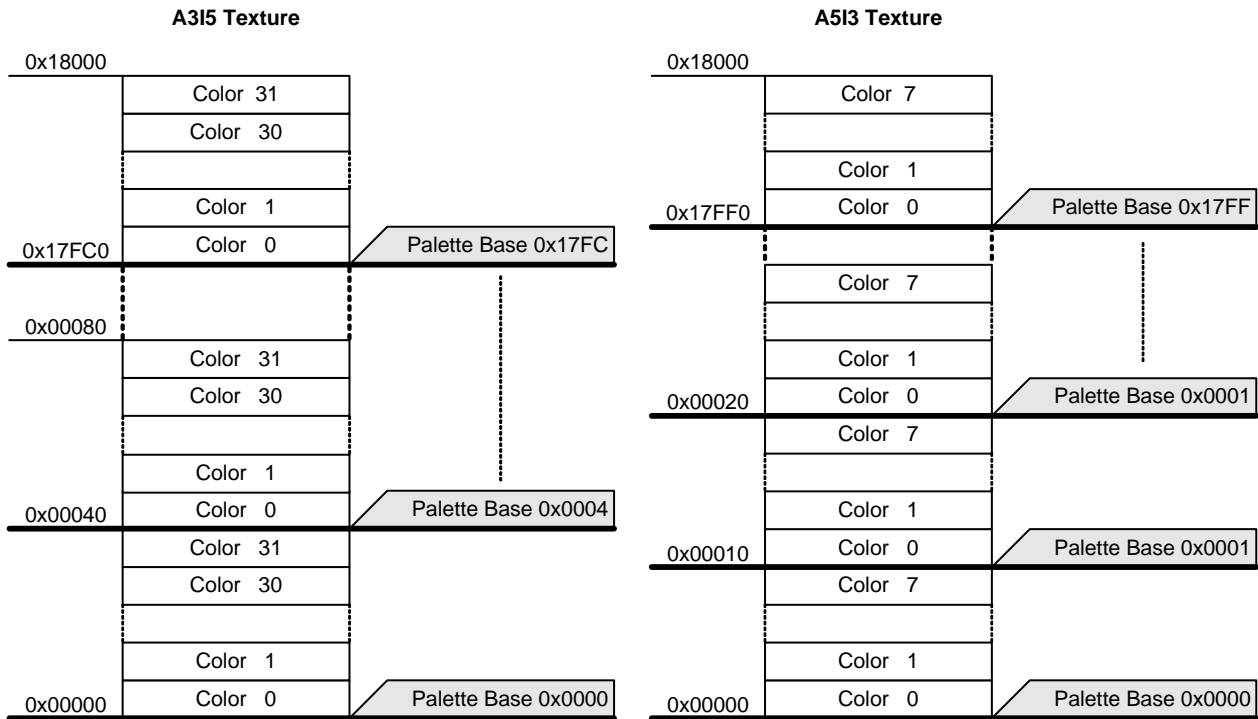 A3I5 Texture
0x18000
Color 31
Color 30
Color 1
0x17FC0
Color 0
Palette Base 0x17FC
0x00080
Color 31
Color 30
Color 1
0x00040
Color 0
Palette Base 0x0004
Color 31
Color 30
Color 1
0x00000
Color 0
Palette Base 0x0000
A5I3 Texture
0x18000
Color 7
Color 1
0x17FF0
Color 0
Palette Base 0x17FF
Color 7
Color 1
0x00020
Color 0
Palette Base 0x0001
Color 7
Color 1
0x00010
Color 0
Palette Base 0x0001
Color 7
Color 1
0x00000
Color 0
Palette Base 0x0000